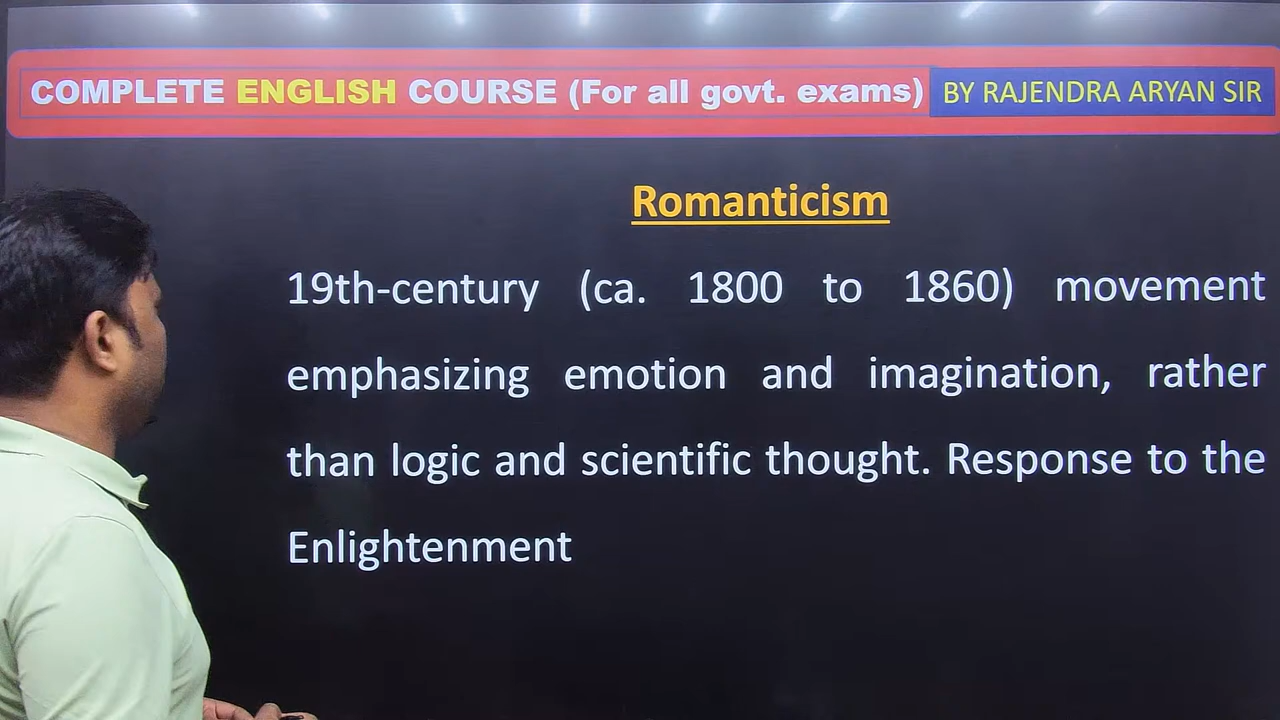 COMPLETE ENGLISH COURSE (For all govt. exams) BY RAJENDRA ARYAN SIR
Romanticism
19th-century (ca. 1800 to 1860) movement
emphasizing emotion and imagination, rather
than logic and scientific thought. Response to the
Enlightenment